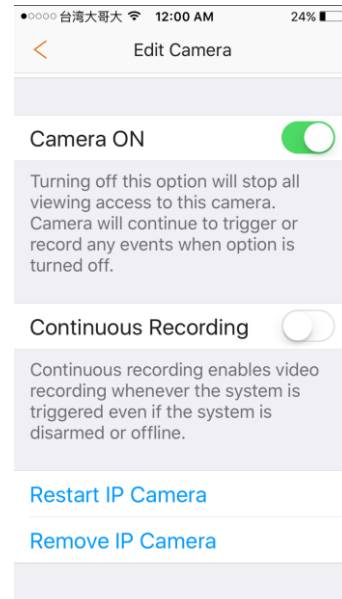 台湾大哥大 12:00 AM 24%
Edit Camera
Camera ON
Turning off this option will stop all
viewing access to this camera.
Camera will continue to trigger or
record any events when option is
turned off.
Continuous Recording
Continuous recording enables video
recording whenever the system is
triggered even if the system is
disarmed or offline.
Restart IP Camera
Remove IP Camera